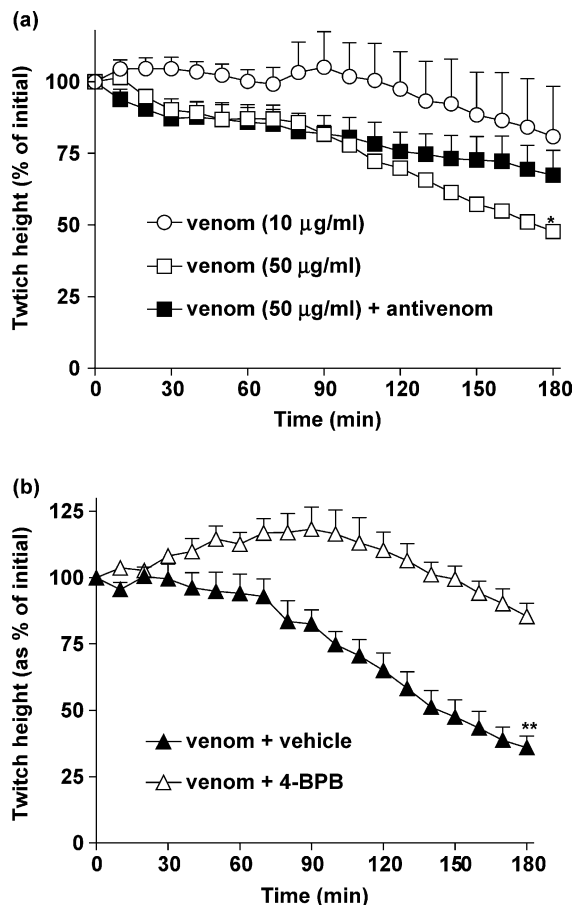 (a)
Twtich height (% of initial)
100
75
50
25
0
venom (10 μg/ml)
venom (50 μg/ml)
venom (50 μg/ml) + antivenom
*
0 30 60 90 120 150 180
Time (min)
(b)
Twitch height (as % of initial)
125
100
75
50
25
0
**
venom + vehicle
venom + 4-BPB
0 30 60 90 120 150 180
Time (min)